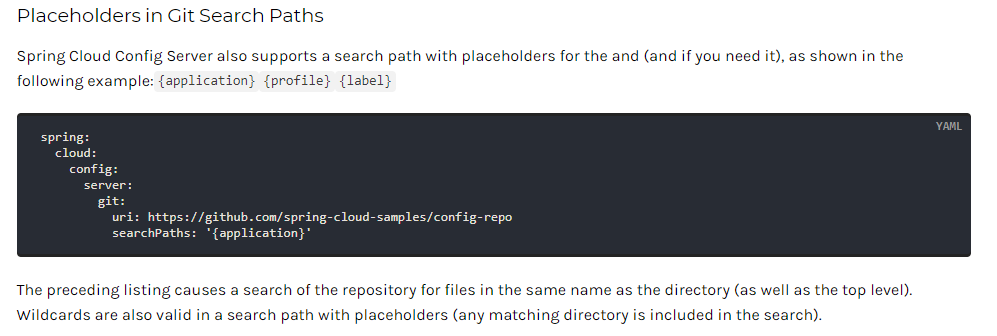 Placeholders in Git Search Paths
Spring Cloud Config Server also supports a search path with placeholders for the and (and if you need it), as shown in the
following example: {application} {profile} {label}
YAML
spring:
  cloud:
    config:
      server:
        git:
          uri: https://github.com/spring-cloud-samples/config-repo
          searchPaths: '{application}'
The preceding listing causes a search of the repository for files in the same name as the directory (as well as the top level).
Wildcards are also valid in a search path with placeholders (any matching directory is included in the search).